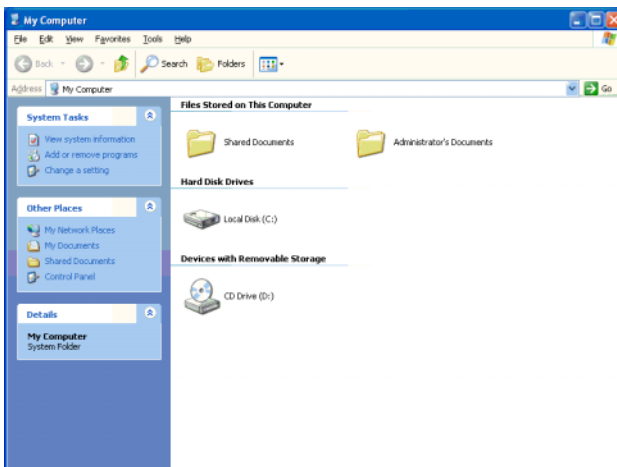 My Computer
File Edit View Favorites Tools Help
Back Search Folders
Address My Computer Go
System Tasks
View system information
Add or remove programs
Change a setting
Other Places
My Network Places
My Documents
Shared Documents
Control Panel
Details
My Computer
System Folder
Files Stored on This Computer
Shared Documents Administrator's Documents
Hard Disk Drives
Local Disk (C:)
Devices with Removable Storage
CD Drive (D:)